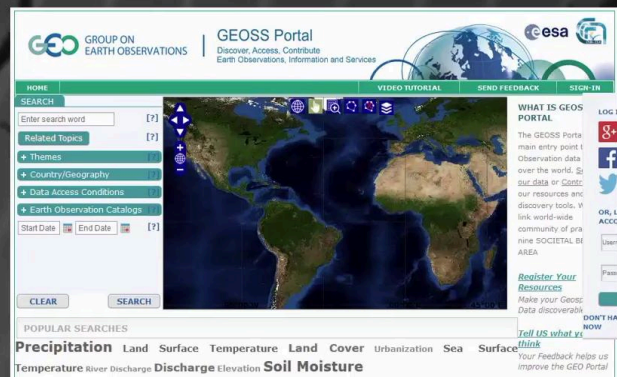 GEO GROUP ON
EARTH OBSERVATIONS
GEOSS Portal
Discover, Access, Contribute
Earth Observations, Information and Services
esa
HOME
VIDEO TUTORIAL
SEND FEEDBACK
SIGN-IN
SEARCH
Enter search word [?]
Related Topics [?]
+ Themes [?]
+ Country/Geography [?]
+ Data Access Conditions [?]
+ Earth Observation Catalogs [?]
Start Date End Date [?]
CLEAR SEARCH
WHAT IS GEOS
PORTAL
The GEOSS Porta
main entry point t
Observation data
over the world. S
our data or Contr
our resources and
discovery tools. W
link world-wide
community of pra
nine SOCIETAL BE
AREA
Register Your
Resources
Make your Geosp
Data discoverable
Tell US what yo
think
Your Feedback helps us
improve the GEO Portal
LOG I
g+
f
OR, L
ACCO
Usern
Pass
DON'T HA
NOW
POPULAR SEARCHES
Precipitation Land Surface Temperature Land Cover Urbanization Sea Surface
Temperature River Discharge Discharge Elevation Soil Moisture